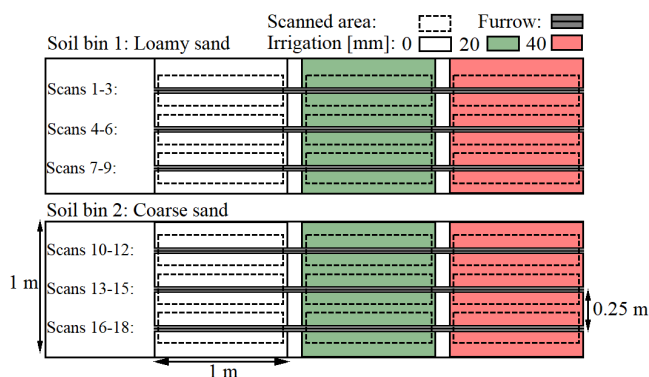 Scanned area: Furrow:
Irrigation [mm]: 0 20 40
Soil bin 1: Loamy sand
Scans 1-3:
Scans 4-6:
Scans 7-9:
Soil bin 2: Coarse sand
Scans 10-12:
Scans 13-15:
1 m
0.25 m
Scans 16-18:
1 m